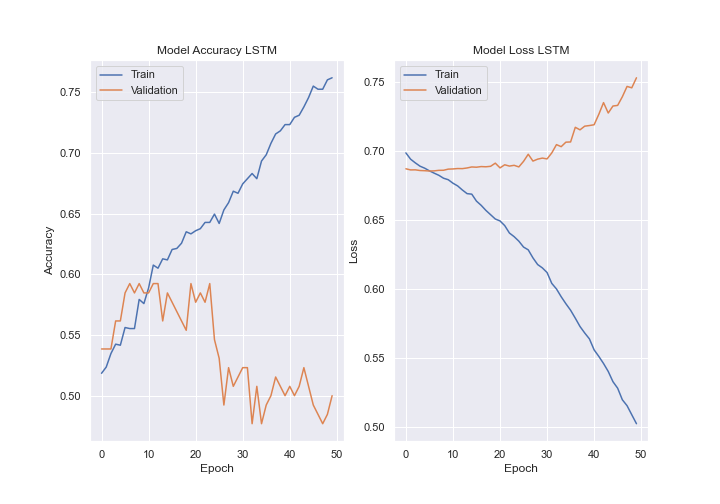 Model Accuracy LSTM
Train
Validation
0.75
0.70
0.65
0.60
0.55
0.50
Accuracy
0 10 20 30 40 50
Epoch
Model Loss LSTM
Train
Validation
0.75
0.70
0.65
0.60
0.55
0.50
Loss
0 10 20 30 40 50
Epoch